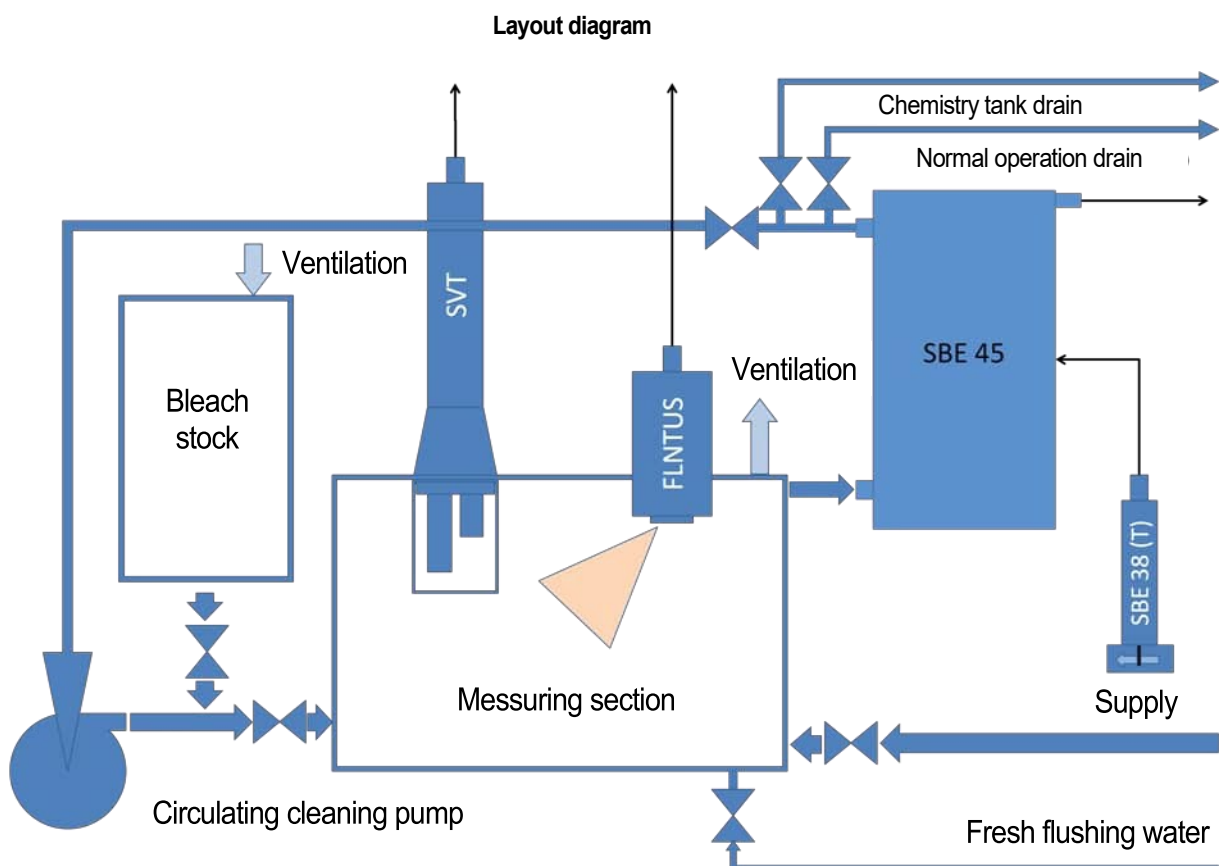 Layout diagram
Chemistry tank drain
Normal operation drain
Ventilation
SVT
SBE 45
Ventilation
Bleach
stock
FLNTUS
SBE 38 (T)
Messuring section
Supply
Circulating cleaning pump
Fresh flushing water